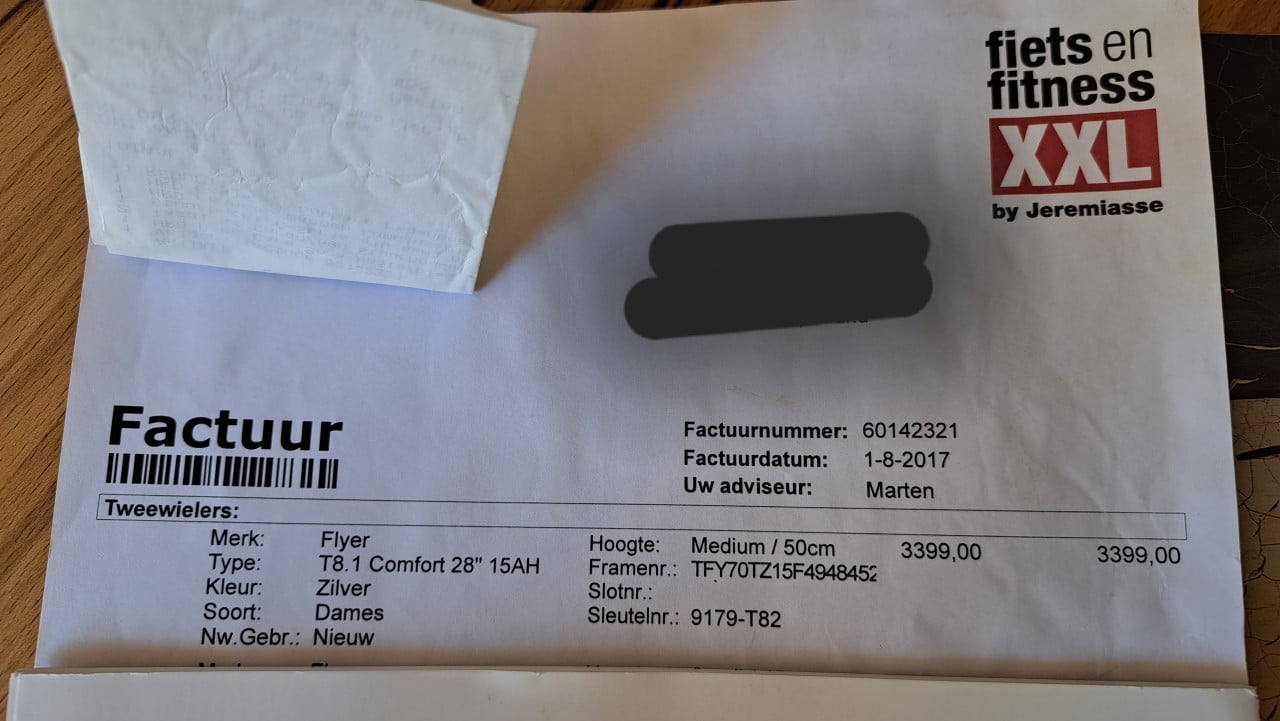 fiets en
fitness
XXL
by Jeremiasse
Factuur
Factuurnummer: 60142321
Factuurdatum: 1-8-2017
Uw adviseur: Marten
Tweewielers:
Merk: Flyer Hoogte: Medium / 50cm 3399,00 3399,00
Type: T8.1 Comfort 28" 15AH Framenr.: TFY70TZ15F4948452
Kleur: Zilver Slotnr.:
Soort: Dames Sleutelnr.: 9179-T82
Nw.Gebr.: Nieuw